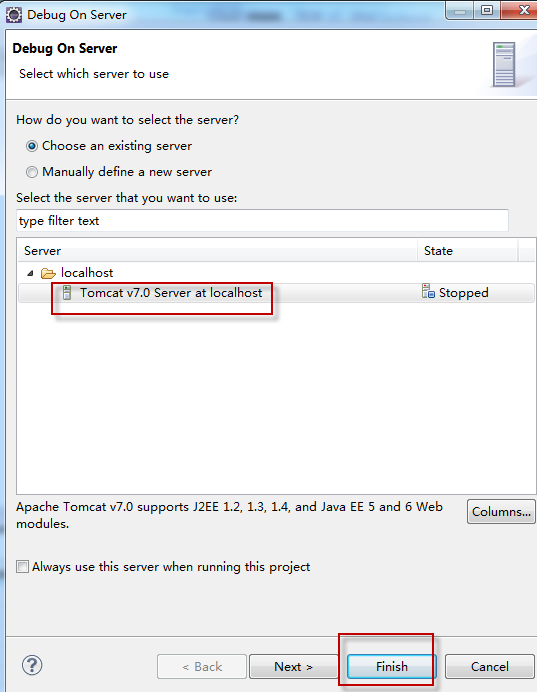 Debug On Server
Debug On Server
Select which server to use
How do you want to select the server?
Choose an existing server
Manually define a new server
Select the server that you want to use:
type filter text
Server State
localhost
Tomcat v7.0 Server at localhost Stopped
Apache Tomcat v7.0 supports J2EE 1.2, 1.3, 1.4, and Java EE 5 and 6 Web
modules.
Columns...
Always use this server when running this project
? < Back Next > Finish Cancel